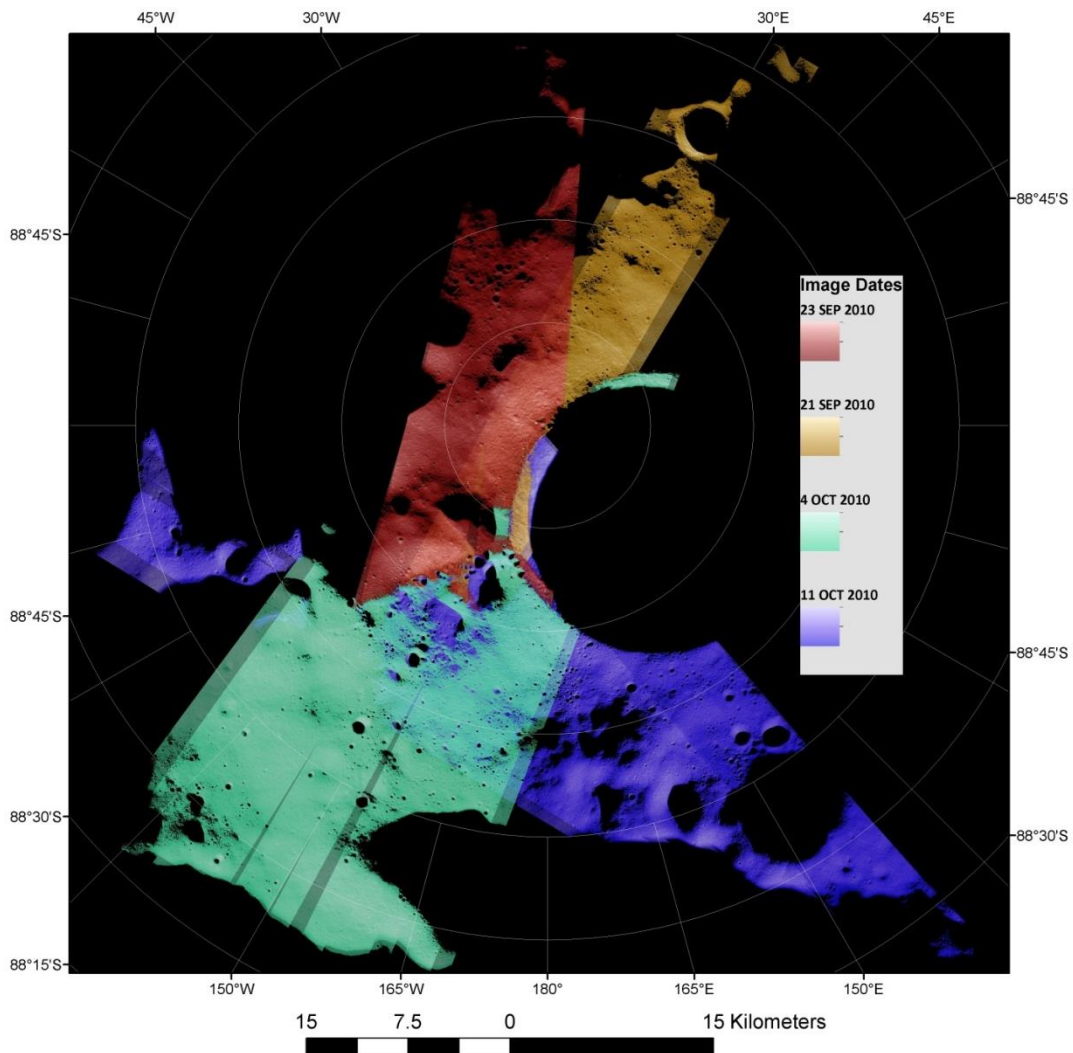 45°W 30°W 30°E 45°E
88°45'S
88°45'S
Image Dates
23 SEP 2010
21 SEP 2010
4 OCT 2010
11 OCT 2010
88°45'S
88°45'S
88°30'S
88°30'S
88°15'S
150°W 165°W 180° 165°E 150°E
15 7.5 0 15 Kilometers